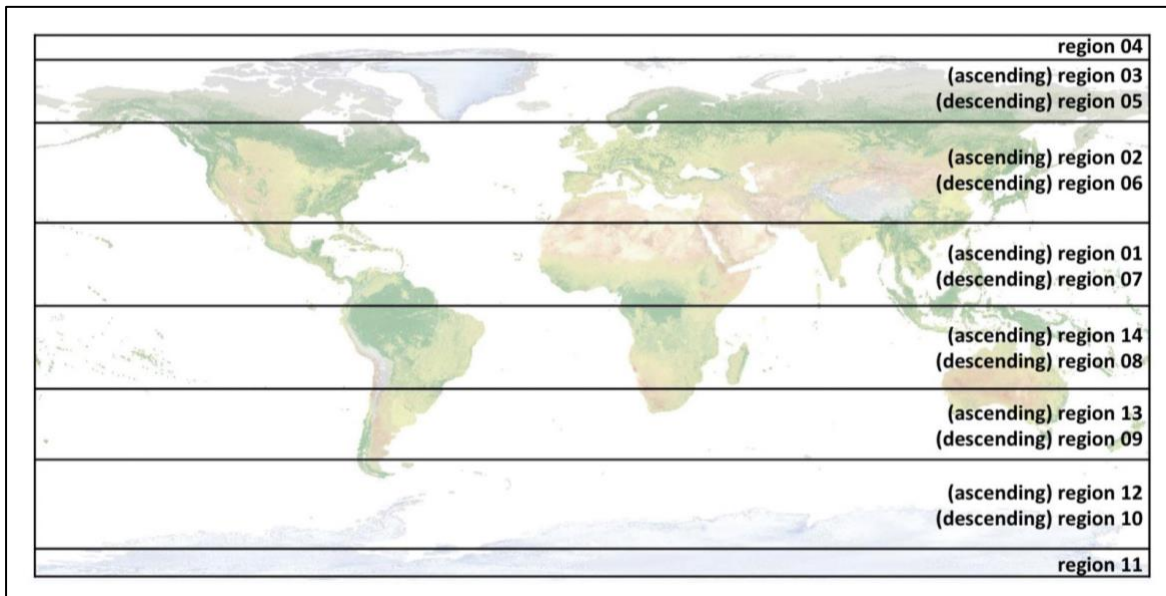 region 04
(ascending) region 03
(descending) region 05
(ascending) region 02
(descending) region 06
(ascending) region 01
(descending) region 07
(ascending) region 14
(descending) region 08
(ascending) region 13
(descending) region 09
(ascending) region 12
(descending) region 10
region 11